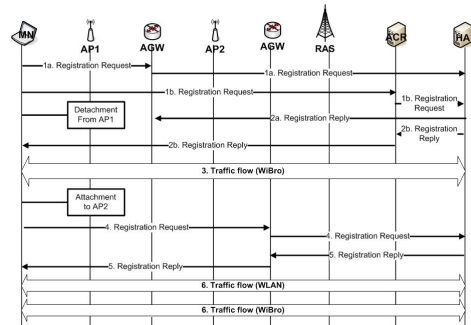 MN
AP1
AGW
AP2
AGW
RAS
ACR
HA
1a. Registration Request
1a. Registration Request
1b. Registration Request
1b. Registration
Request
Detachment
From AP1
2a. Registration Reply
2b. Registration
Reply
2b. Registration Reply
3. Traffic flow (WiBro)
Attachment
to AP2
4. Registration Request
4. Registration Request
5. Registration Reply
5. Registration Reply
6. Traffic flow (WLAN)
6. Traffic flow (WiBro)